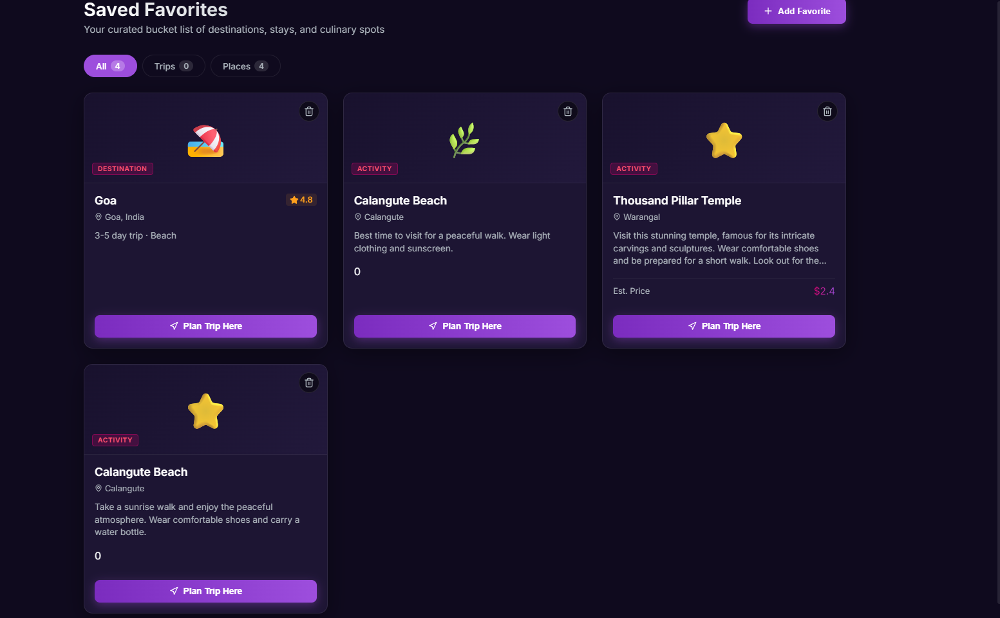 Saved Favorites
Add Favorite
Your curated bucket list of destinations, stays, and culinary spots
All 4
Trips 0
Places 4
DESTINATION
Goa
4.8
Goa, India
3-5 day trip · Beach
Plan Trip Here
ACTIVITY
Calangute Beach
Calangute
Best time to visit for a peaceful walk. Wear light
clothing and sunscreen.
0
Plan Trip Here
ACTIVITY
Thousand Pillar Temple
Warangal
Visit this stunning temple, famous for its intricate
carvings and sculptures. Wear comfortable shoes
and be prepared for a short walk. Look out for the...
Est. Price
$2.4
Plan Trip Here
ACTIVITY
Calangute Beach
Calangute
Take a sunrise walk and enjoy the peaceful
atmosphere. Wear comfortable shoes and carry a
water bottle.
0
Plan Trip Here